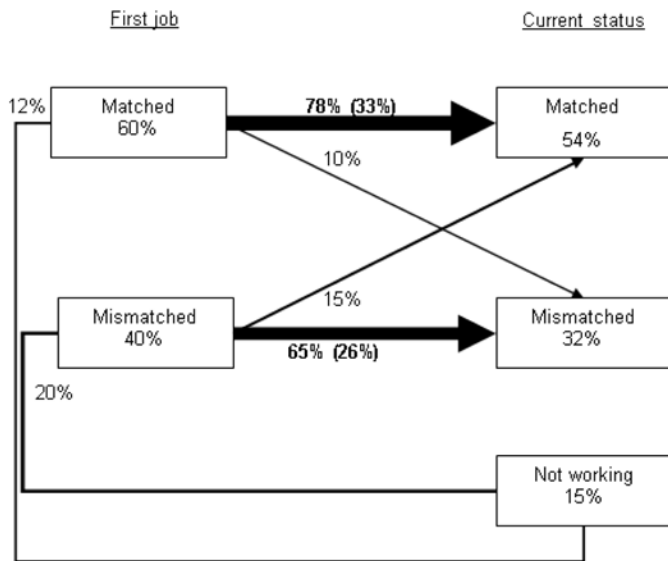 First job
Current status
12%
Matched
60%
78% (33%)
Matched
54%
10%
15%
Mismatched
40%
65% (26%)
Mismatched
32%
20%
Not working
15%